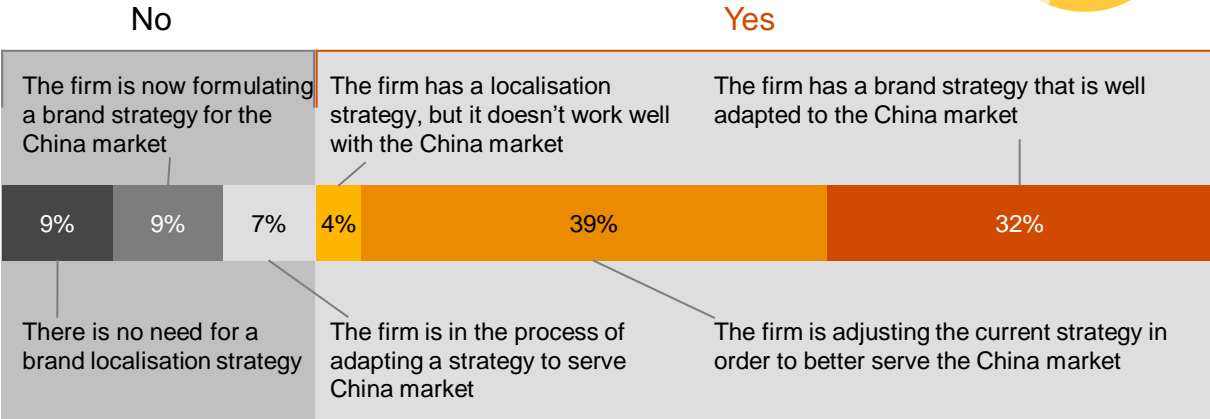 No
Yes
The firm is now formulating
a brand strategy for the
China market
The firm has a localisation
strategy, but it doesn’t work well
with the China market
The firm has a brand strategy that is well
adapted to the China market
9%
9%
7%
4%
39%
32%
There is no need for a
brand localisation strategy
The firm is in the process of
adapting a strategy to serve
China market
The firm is adjusting the current strategy in
order to better serve the China market